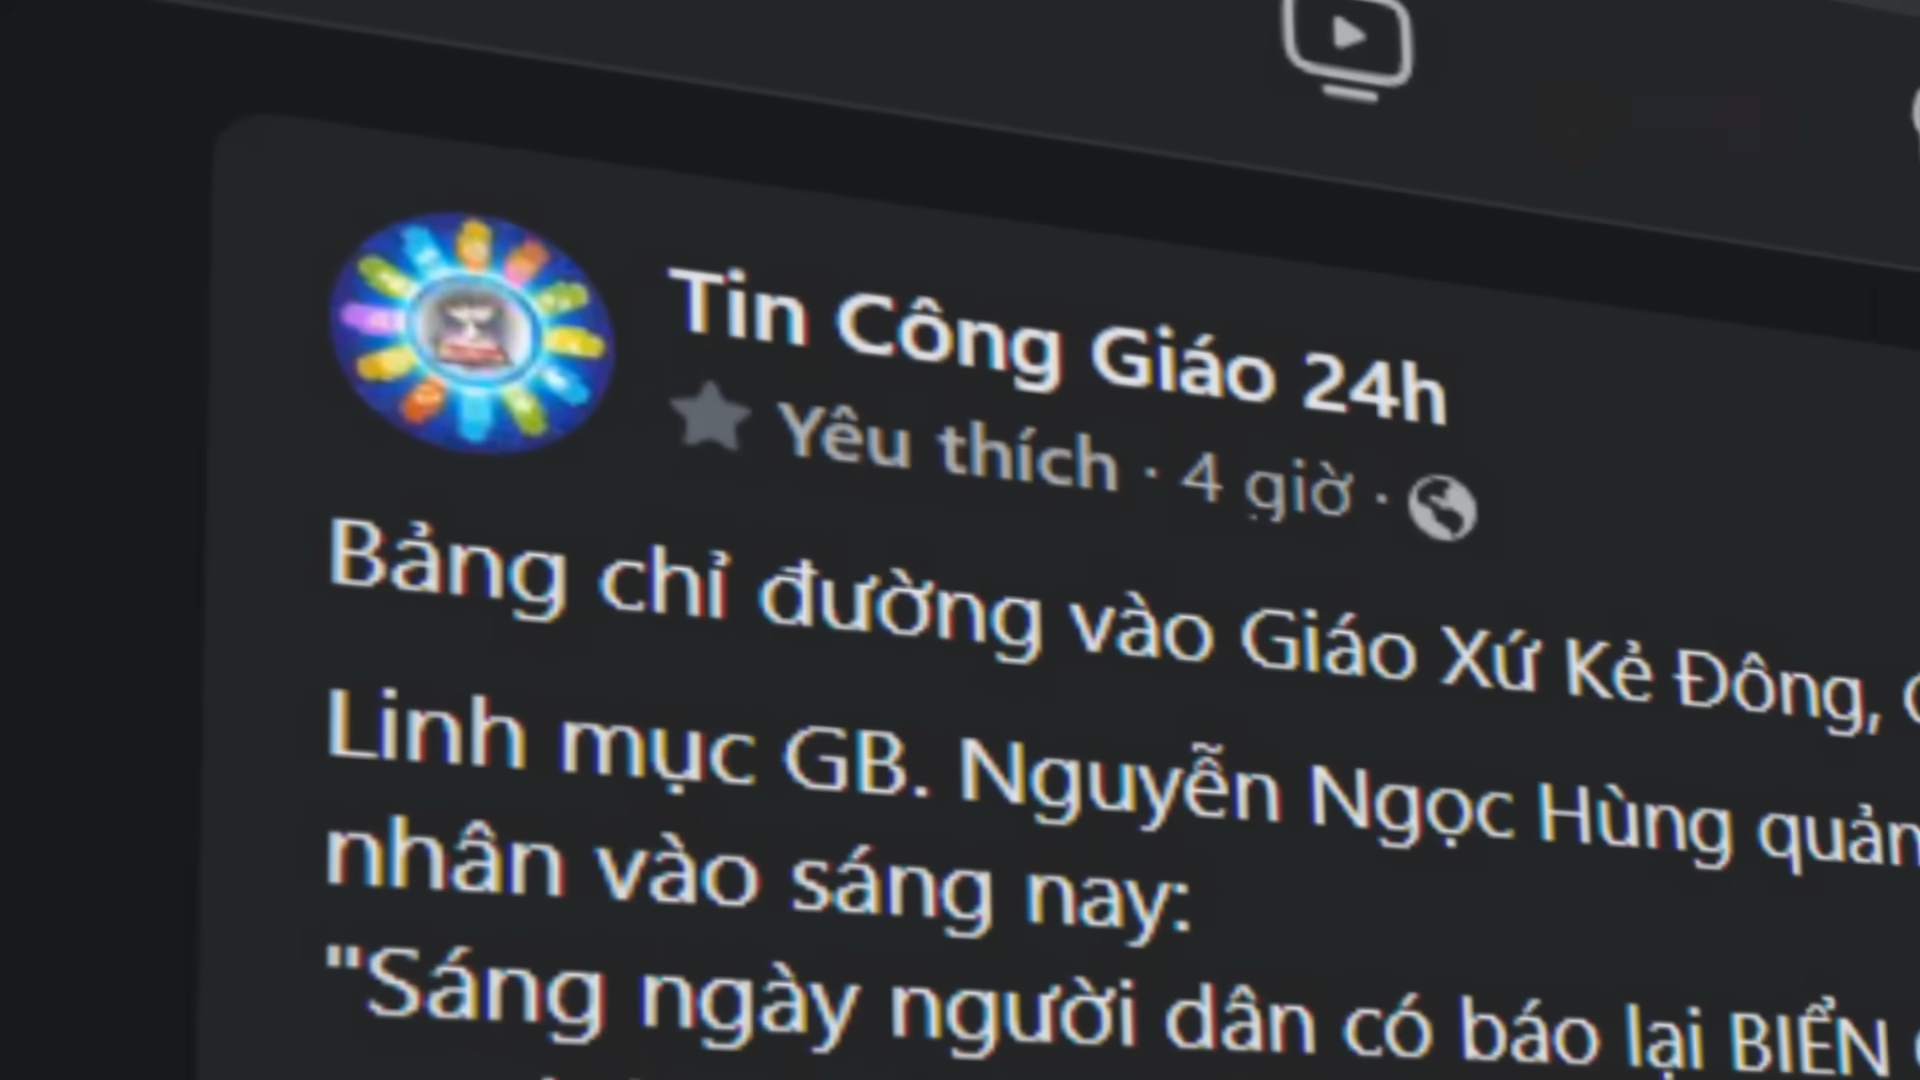 Tin Công Giáo 24h
Yêu thích · 4 giờ ·
Bảng chỉ đường vào Giáo Xứ Kẻ Đông,
Linh mục GB. Nguyễn Ngọc Hùng quản
nhân vào sáng nay:
"Sáng ngày người dân có báo lại BIỂN